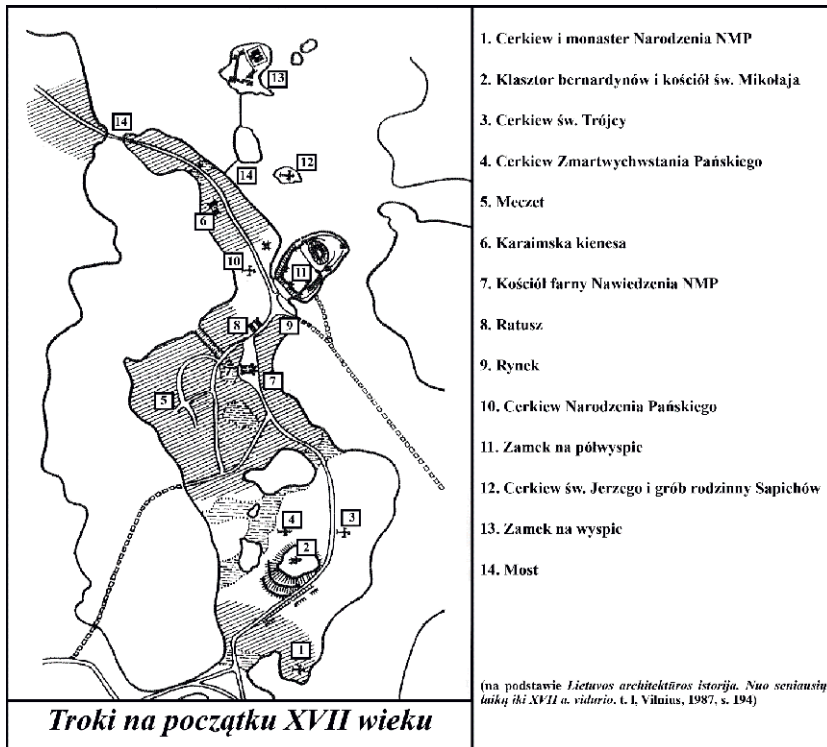 14
13
12
14
6
10
11
8
9
7
5
4
3
2
1
Troki na początku XVII wieku
1. Cerkiew i monaster Narodzenia NMP
2. Klasztor bernardynów i kościół św. Mikołaja
3. Cerkiew św. Trójcy
4. Cerkiew Zmartwychwstania Pańskiego
5. Meczet
6. Karaimska kienesa
7. Kościół farny Nawiedzenia NMP
8. Ratusz
9. Rynek
10. Cerkiew Narodzenia Pańskiego
11. Zamek na półwyspie
12. Cerkiew św. Jerzego i grób rodzinny Sapiehów
13. Zamek na wyspie
14. Most
(na podstawie Lietuvos architektūros istorija. Nuo seniausių
laikų iki XVII a. vidurio, t. I, Vilnius, 1987, s. 194)